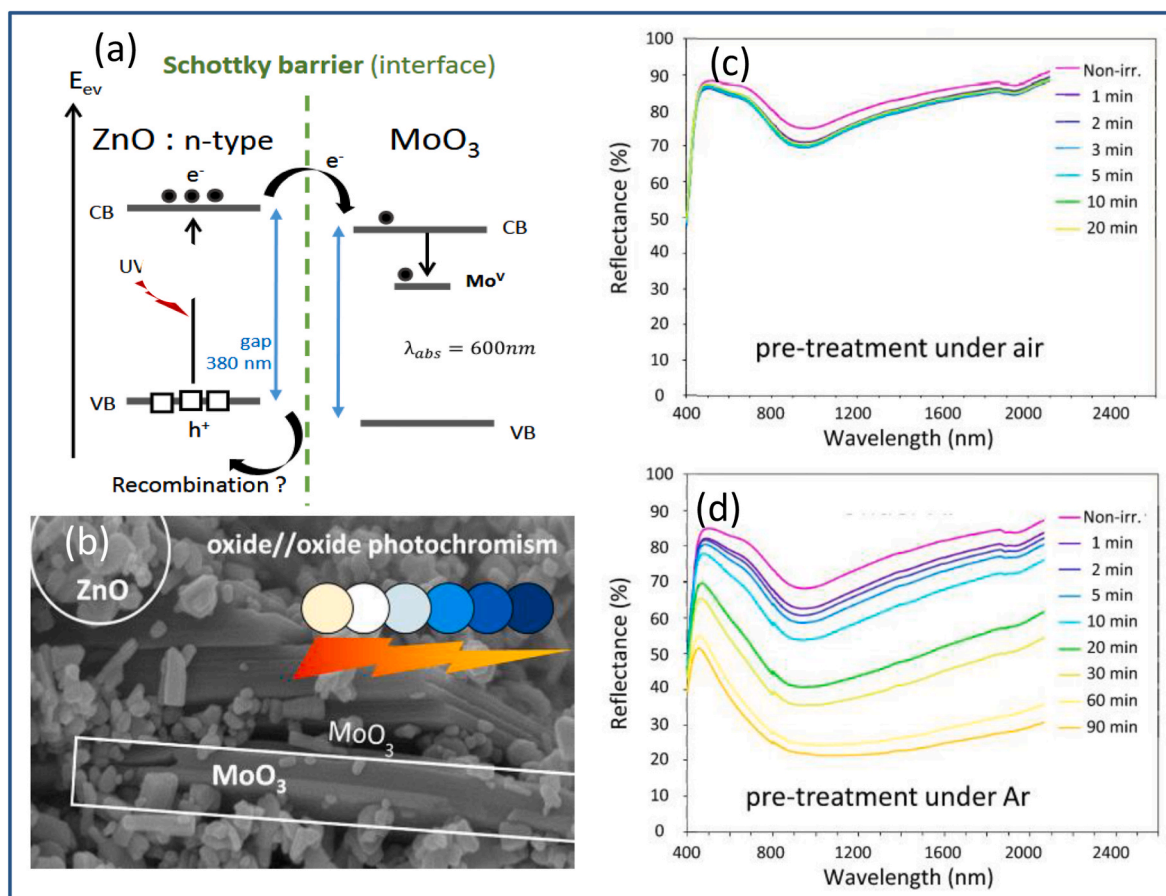 (a)
Schottky barrier (interface)
E_ev
ZnO : n-type
MoO₃
e⁻
e⁻
CB
CB
UV
Mo^V
gap
380 nm
λ_abs = 600nm
VB
h⁺
VB
Recombination ?
(b)
oxide//oxide photochromism
ZnO
MoO₃
MoO₃
(c)
Reflectance (%)
100
90
80
70
60
50
40
30
20
10
0
Non-irr.
1 min
2 min
3 min
5 min
10 min
20 min
pre-treatment under air
400 800 1200 1600 2000 2400
Wavelength (nm)
(d)
Reflectance (%)
100
90
80
70
60
50
40
30
20
10
0
Non-irr.
1 min
2 min
5 min
10 min
20 min
30 min
60 min
90 min
pre-treatment under Ar
400 800 1200 1600 2000 2400
Wavelength (nm)